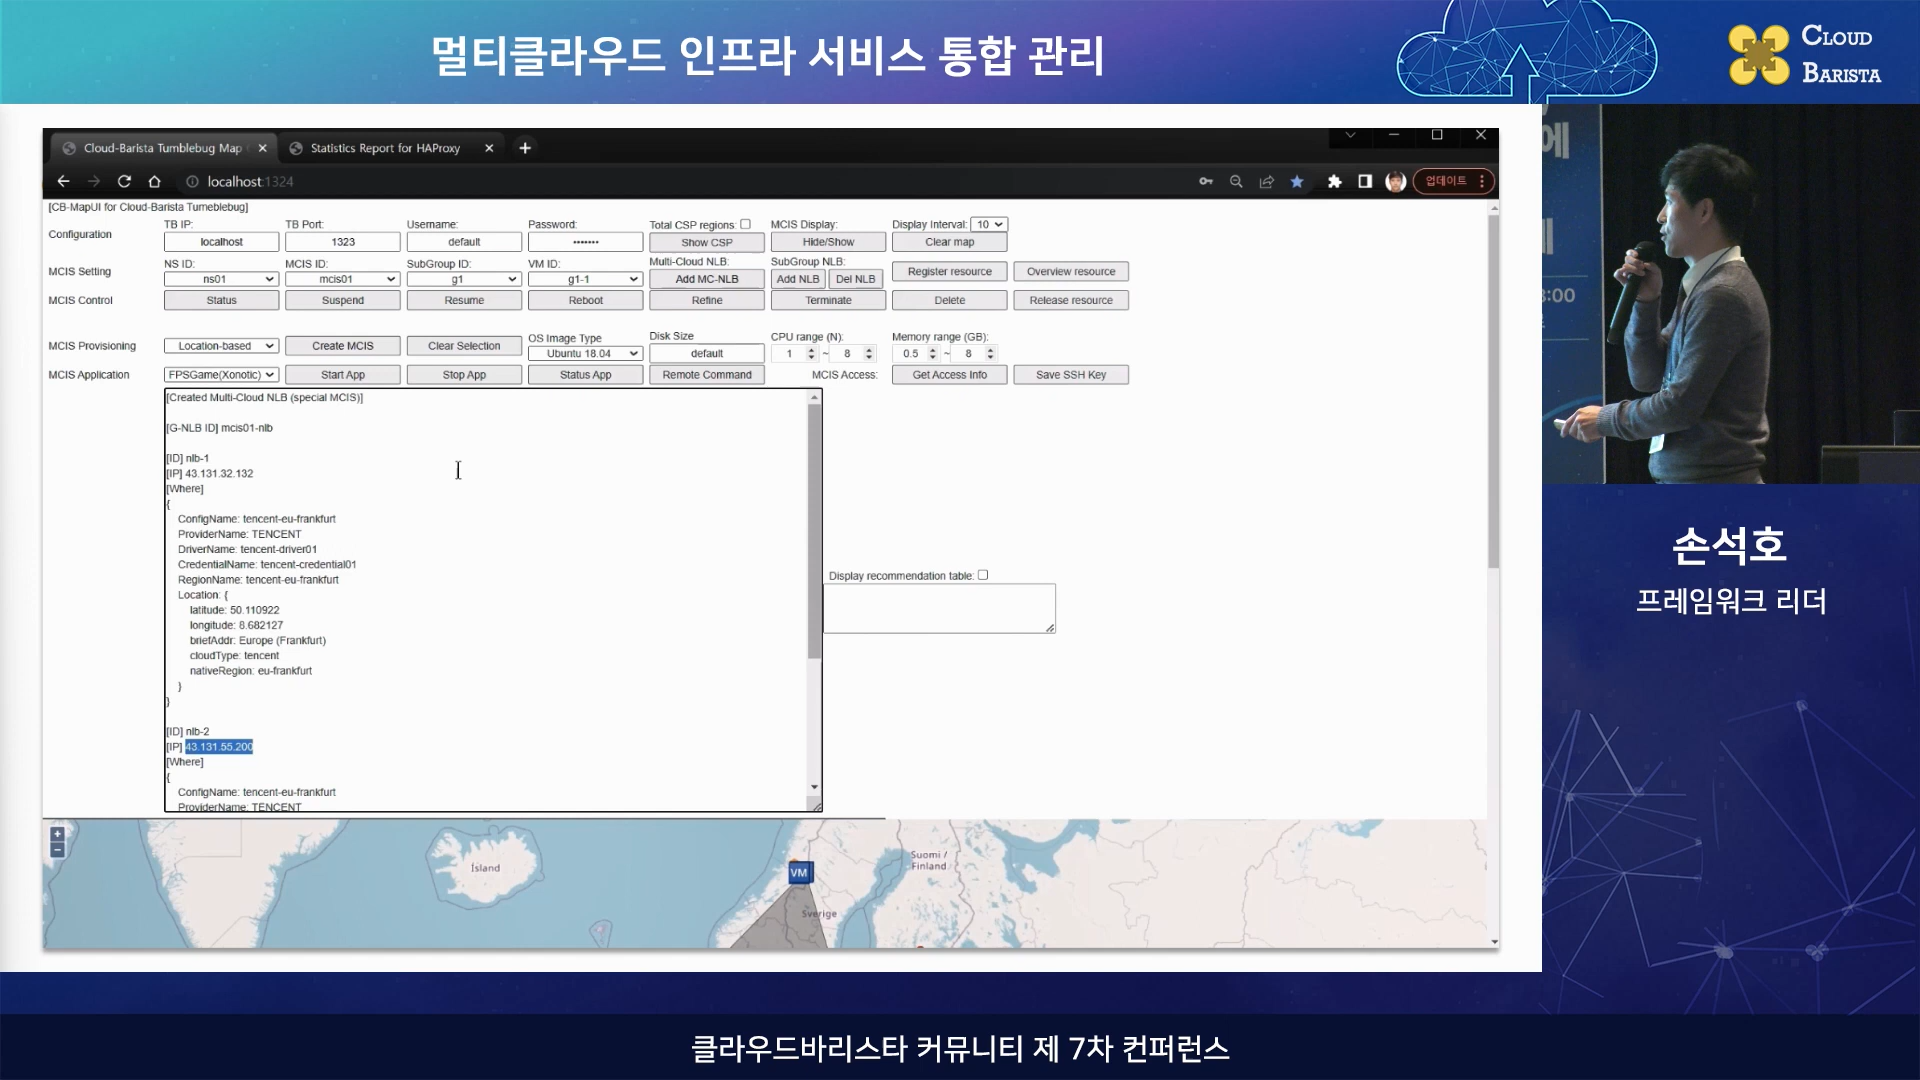 멀티클라우드 인프라 서비스 통합 관리
CLOUD
BARISTA
Cloud-Barista Tumblebug Map
Statistics Report for HAProxy
localhost:1324
업데이트
[CB-MapUI for Cloud-Barista Tumeblebug]
Configuration
TB IP:
TB Port:
Username:
Password:
Total CSP regions:
MCIS Display:
Display Interval: 10
localhost
1323
default
•••••••
Show CSP
Hide/Show
Clear map
MCIS Setting
NS ID:
MCIS ID:
SubGroup ID:
VM ID:
Multi-Cloud NLB:
SubGroup NLB:
ns01
mcis01
g1
g1-1
Add MC-NLB
Add NLB
Del NLB
Register resource
Overview resource
MCIS Control
Status
Suspend
Resume
Reboot
Refine
Terminate
Delete
Release resource
MCIS Provisioning
Location-based
Create MCIS
Clear Selection
OS Image Type
Ubuntu 18.04
Disk Size
default
CPU range (N):
1 ~ 8
Memory range (GB):
0.5 ~ 8
MCIS Application
FPSGame(Xonotic)
Start App
Stop App
Status App
Remote Command
MCIS Access:
Get Access Info
Save SSH Key
[Created Multi-Cloud NLB (special MCIS)]
[G-NLB ID] mcis01-nlb
[ID] nlb-1
[IP] 43.131.32.132
[Where]
{
ConfigName: tencent-eu-frankfurt
ProviderName: TENCENT
DriverName: tencent-driver01
CredentialName: tencent-credential01
RegionName: tencent-eu-frankfurt
Location: {
latitude: 50.110922
longitude: 8.682127
briefAddr: Europe (Frankfurt)
cloudType: tencent
nativeRegion: eu-frankfurt
}
}
[ID] nlb-2
[IP] 43.131.55.200
[Where]
{
ConfigName: tencent-eu-frankfurt
ProviderName: TENCENT
Display recommendation table:
+
−
Ísland
VM
Sverige
Suomi /
Finland
에
:00
손석호
프레임워크 리더
클라우드바리스타 커뮤니티 제 7차 컨퍼런스